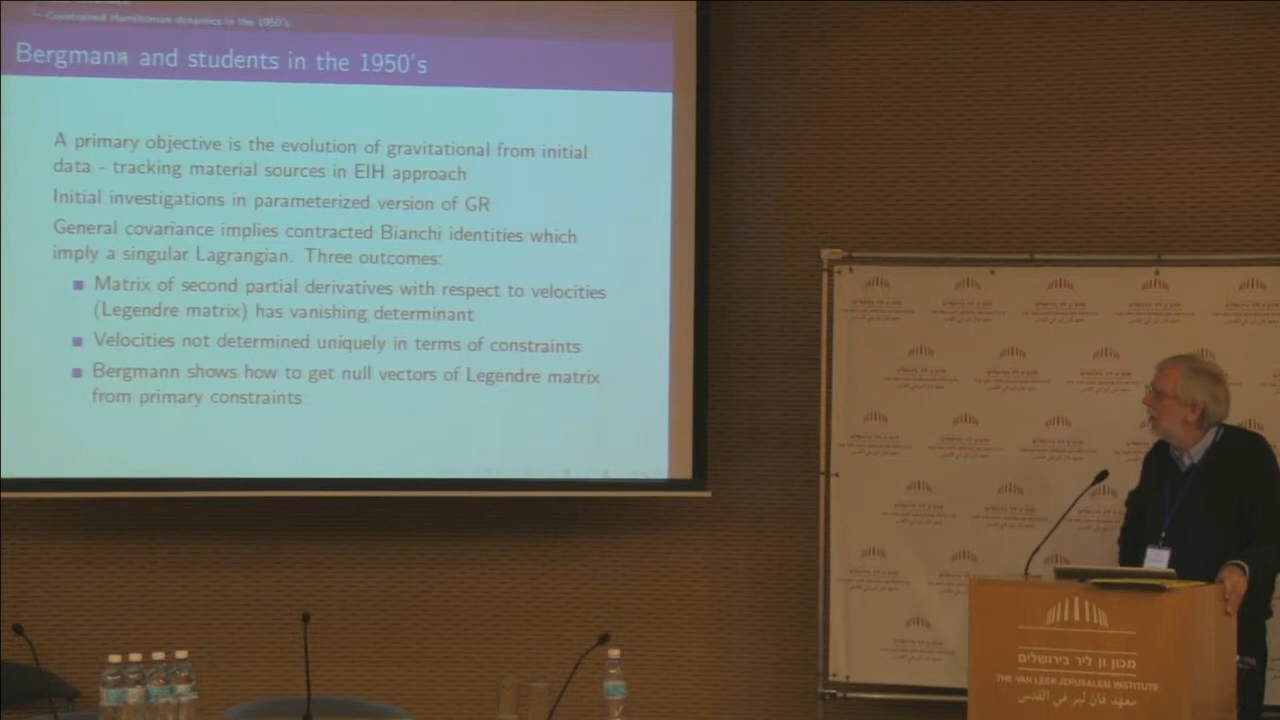 Constrained Hamiltonian dynamics in the 1950's
Bergmann and students in the 1950's
A primary objective is the evolution of gravitational from initial
data - tracking material sources in EIH approach
Initial investigations in parameterized version of GR
General covariance implies contracted Bianchi identities which
imply a singular Lagrangian. Three outcomes:
Matrix of second partial derivatives with respect to velocities
(Legendre matrix) has vanishing determinant
Velocities not determined uniquely in terms of constraints
Bergmann shows how to get null vectors of Legendre matrix
from primary constraints
מכון ון ליר בירושלים
THE VAN LEER JERUSALEM INSTITUTE
معهد فان لير في القدس